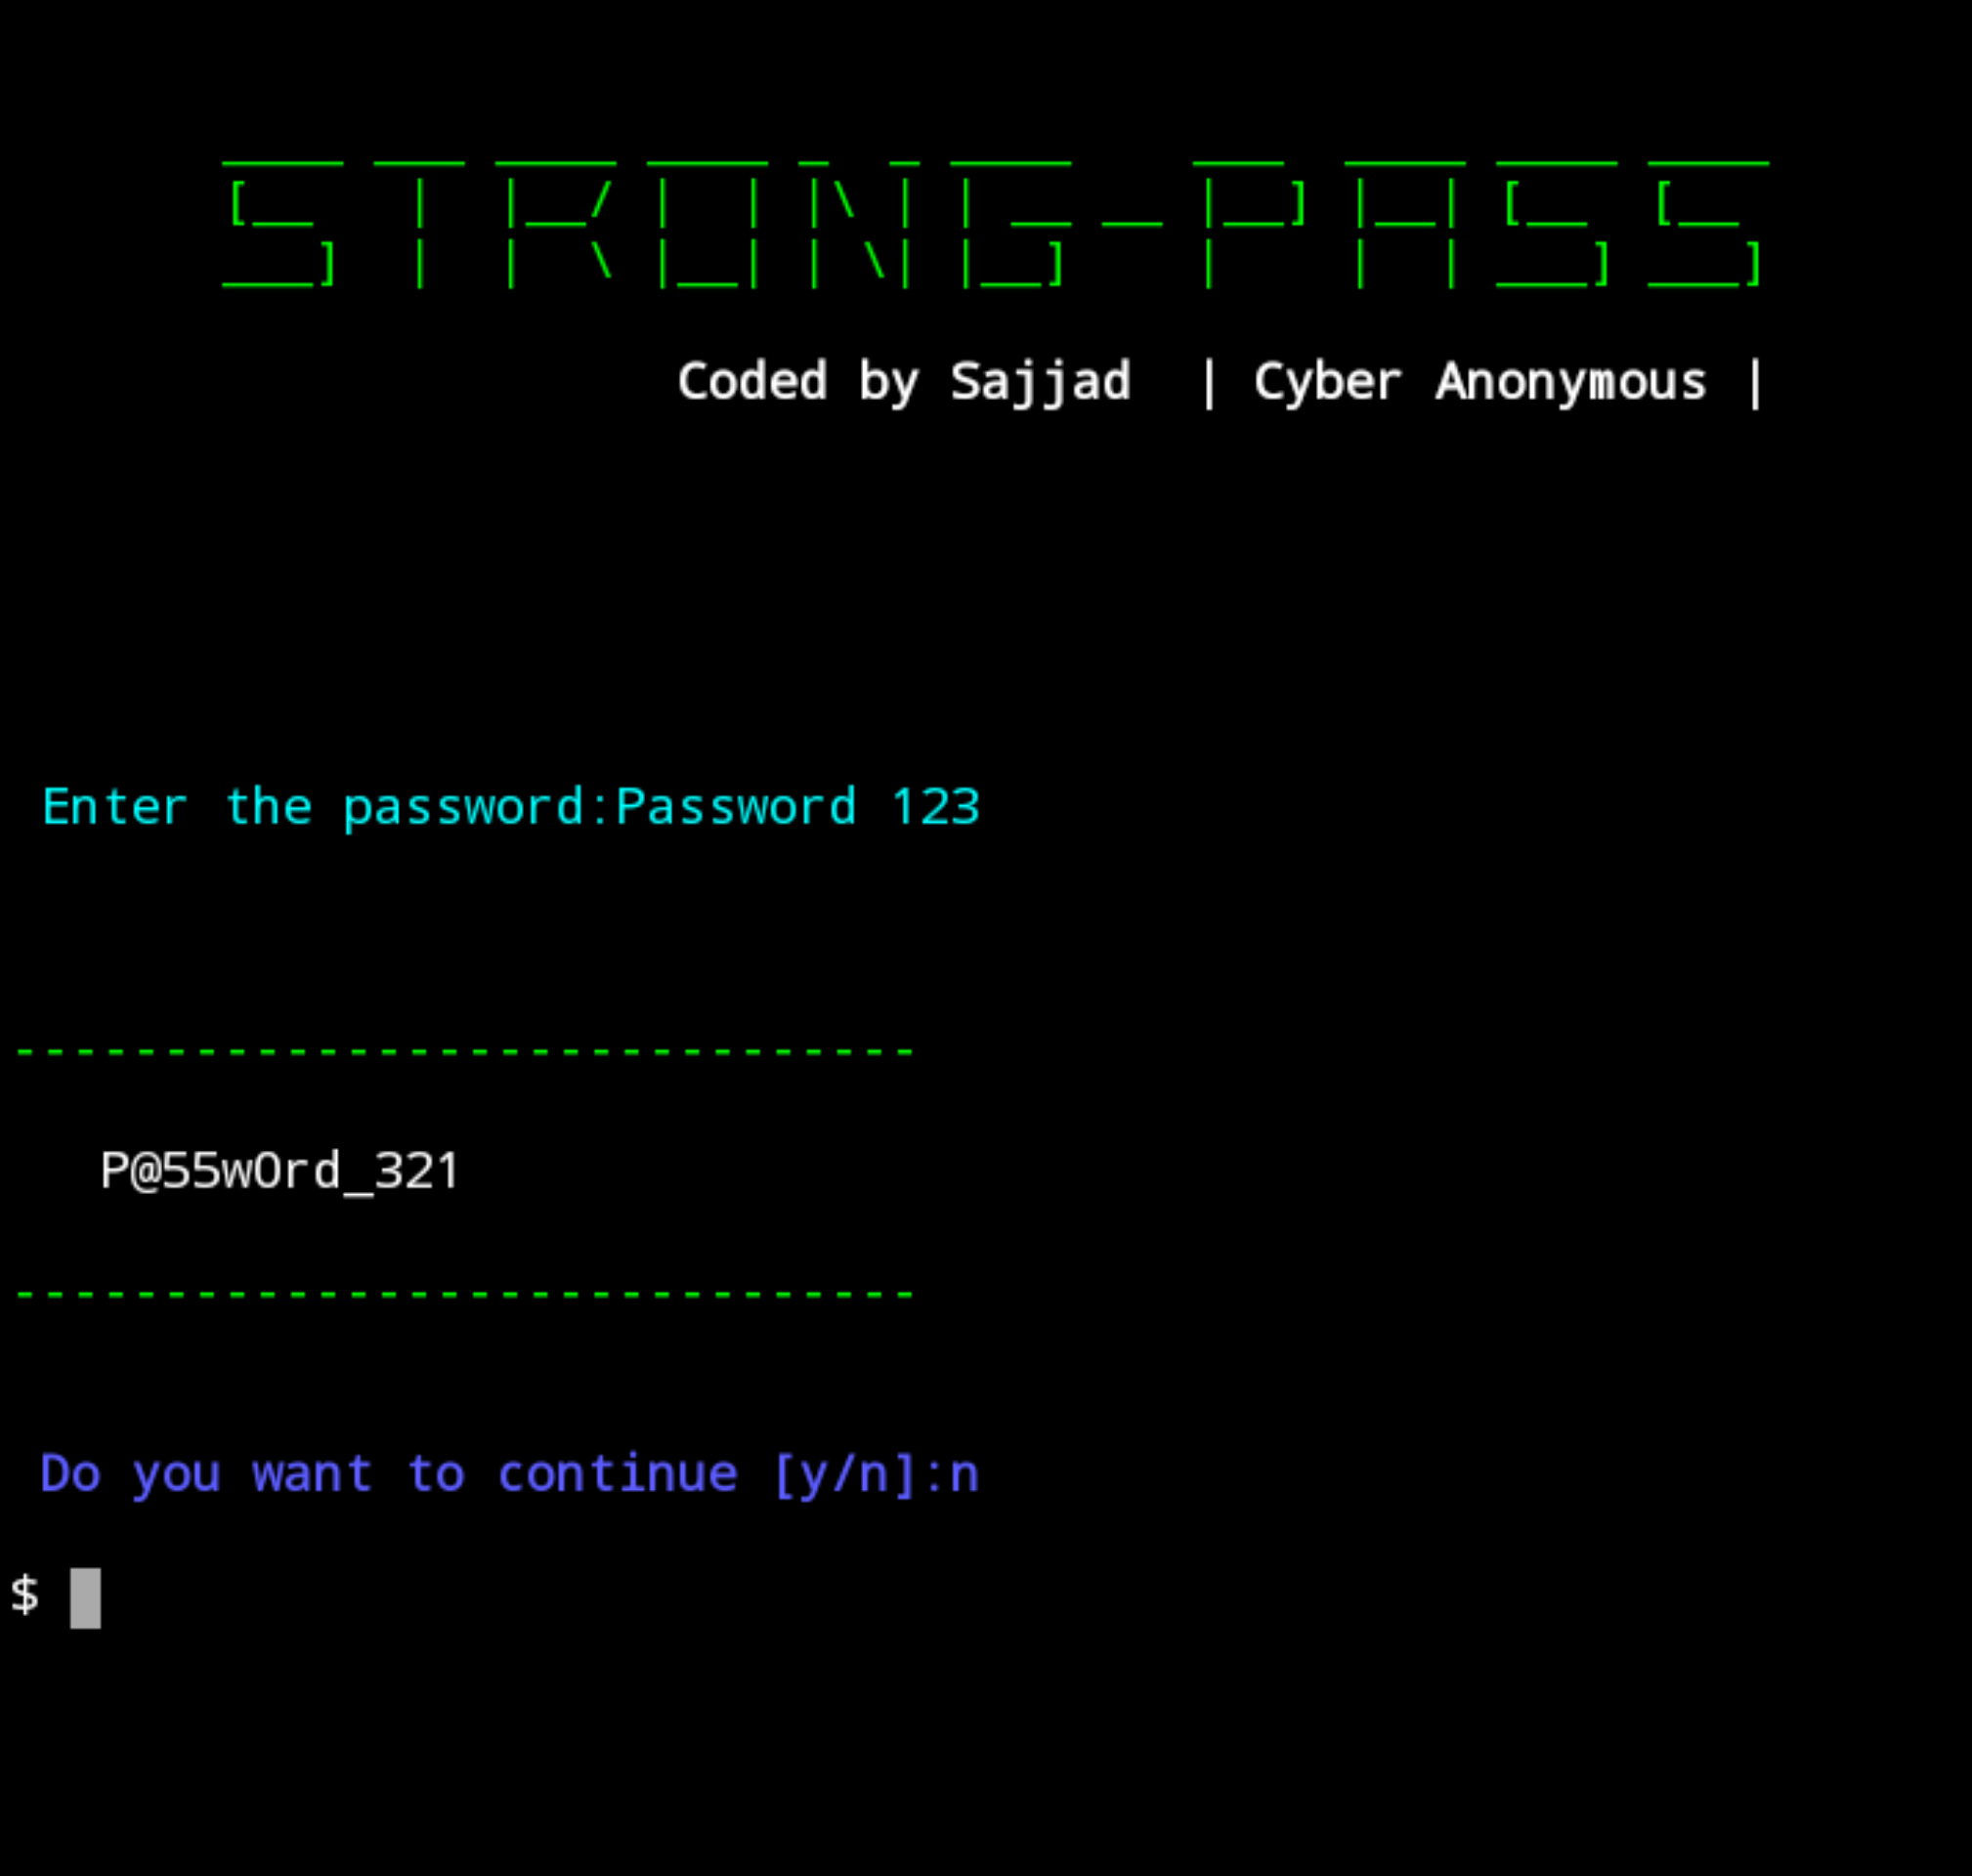 STRONG-PASS
Coded by Sajjad | Cyber Anonymous |
Enter the password:Password 123
------------------------------
P@55w0rd_321
------------------------------
Do you want to continue [y/n]:n
$